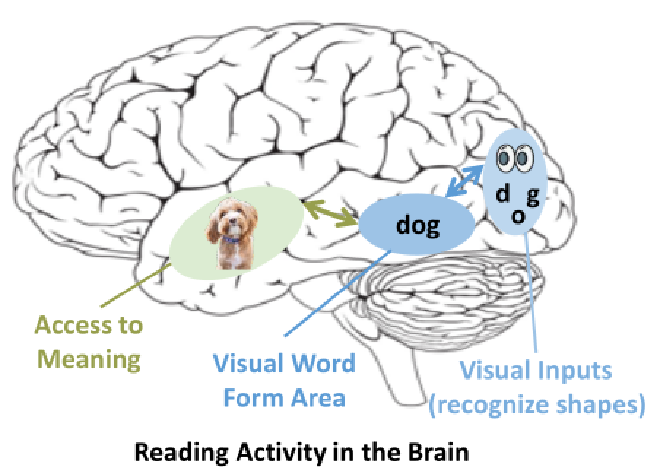 d g
o
dog
Access to
Meaning
Visual Word
Form Area
Visual Inputs
(recognize shapes)
Reading Activity in the Brain